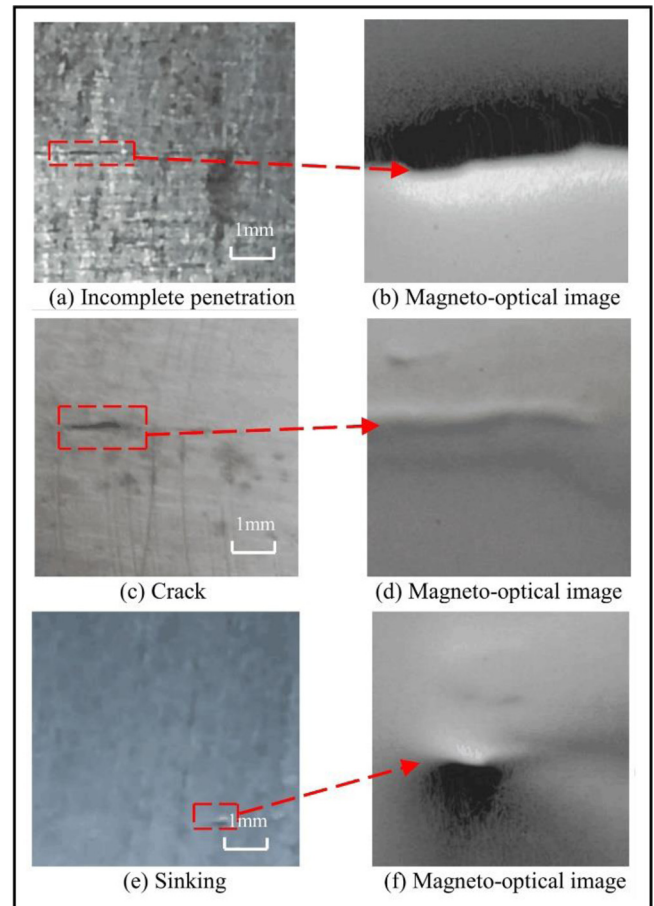 1mm
(a) Incomplete penetration
(b) Magneto-optical image
1mm
(c) Crack
(d) Magneto-optical image
1mm
(e) Sinking
(f) Magneto-optical image